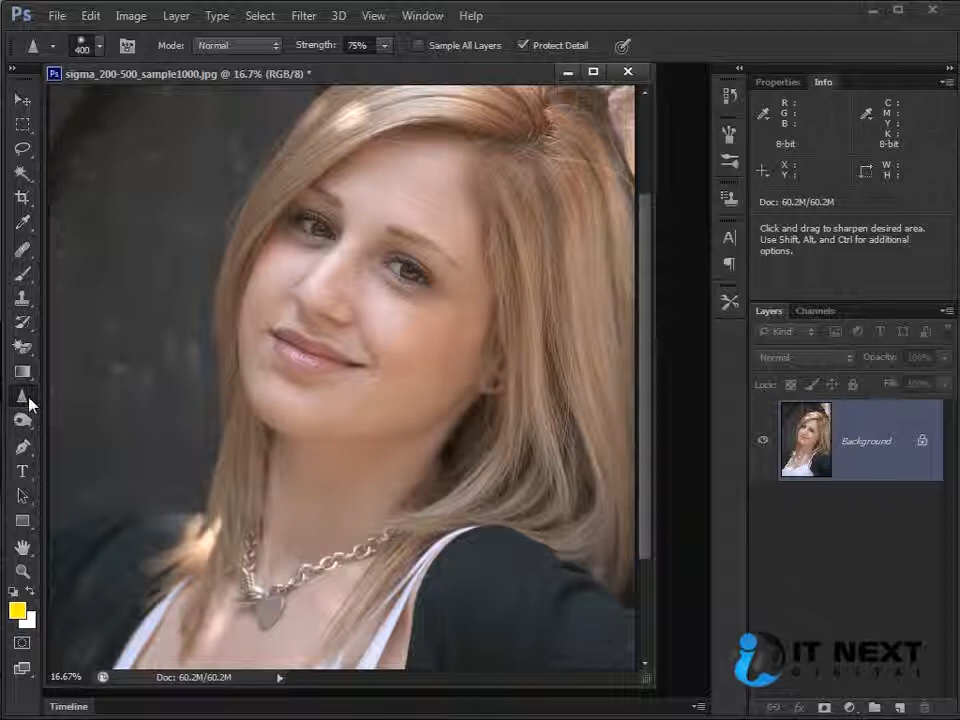 Ps File Edit Image Layer Type Select Filter 3D View Window Help
400 Mode: Normal Strength: 75% Sample All Layers Protect Detail
Ps sigma_200-500_sample1000.jpg @ 16.7% (RGB/8) *
Properties Info
R: C:
G: M:
B: Y:
K:
8-bit 8-bit
X: W:
Y: H:
Doc: 60.2M/60.2M
Click and drag to sharpen desired area.
Use Shift, Alt, and Ctrl for additional
options.
Layers Channels
Kind T
Normal Opacity: 100%
Lock: Fill: 100%
Background
A
T
IT NEXT
DIGITAL
16.67% Doc: 60.2M/60.2M
Timeline
fx